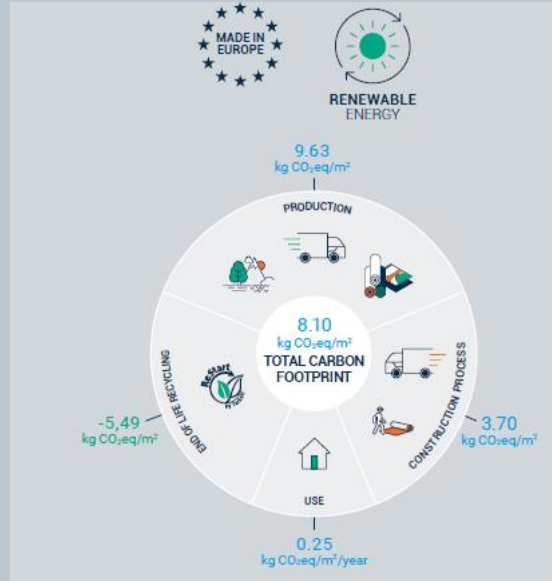 MADE IN
EUROPE
RENEWABLE
ENERGY
9.63
kg CO₂eq/m²
PRODUCTION
8.10
kg CO₂eq/m²
TOTAL CARBON
FOOTPRINT
END OF LIFE RECYCLING
ReStart
-5,49
kg CO₂eq/m²
CONSTRUCTION PROCESS
3.70
kg CO₂eq/m²
USE
0.25
kg CO₂eq/m²/year